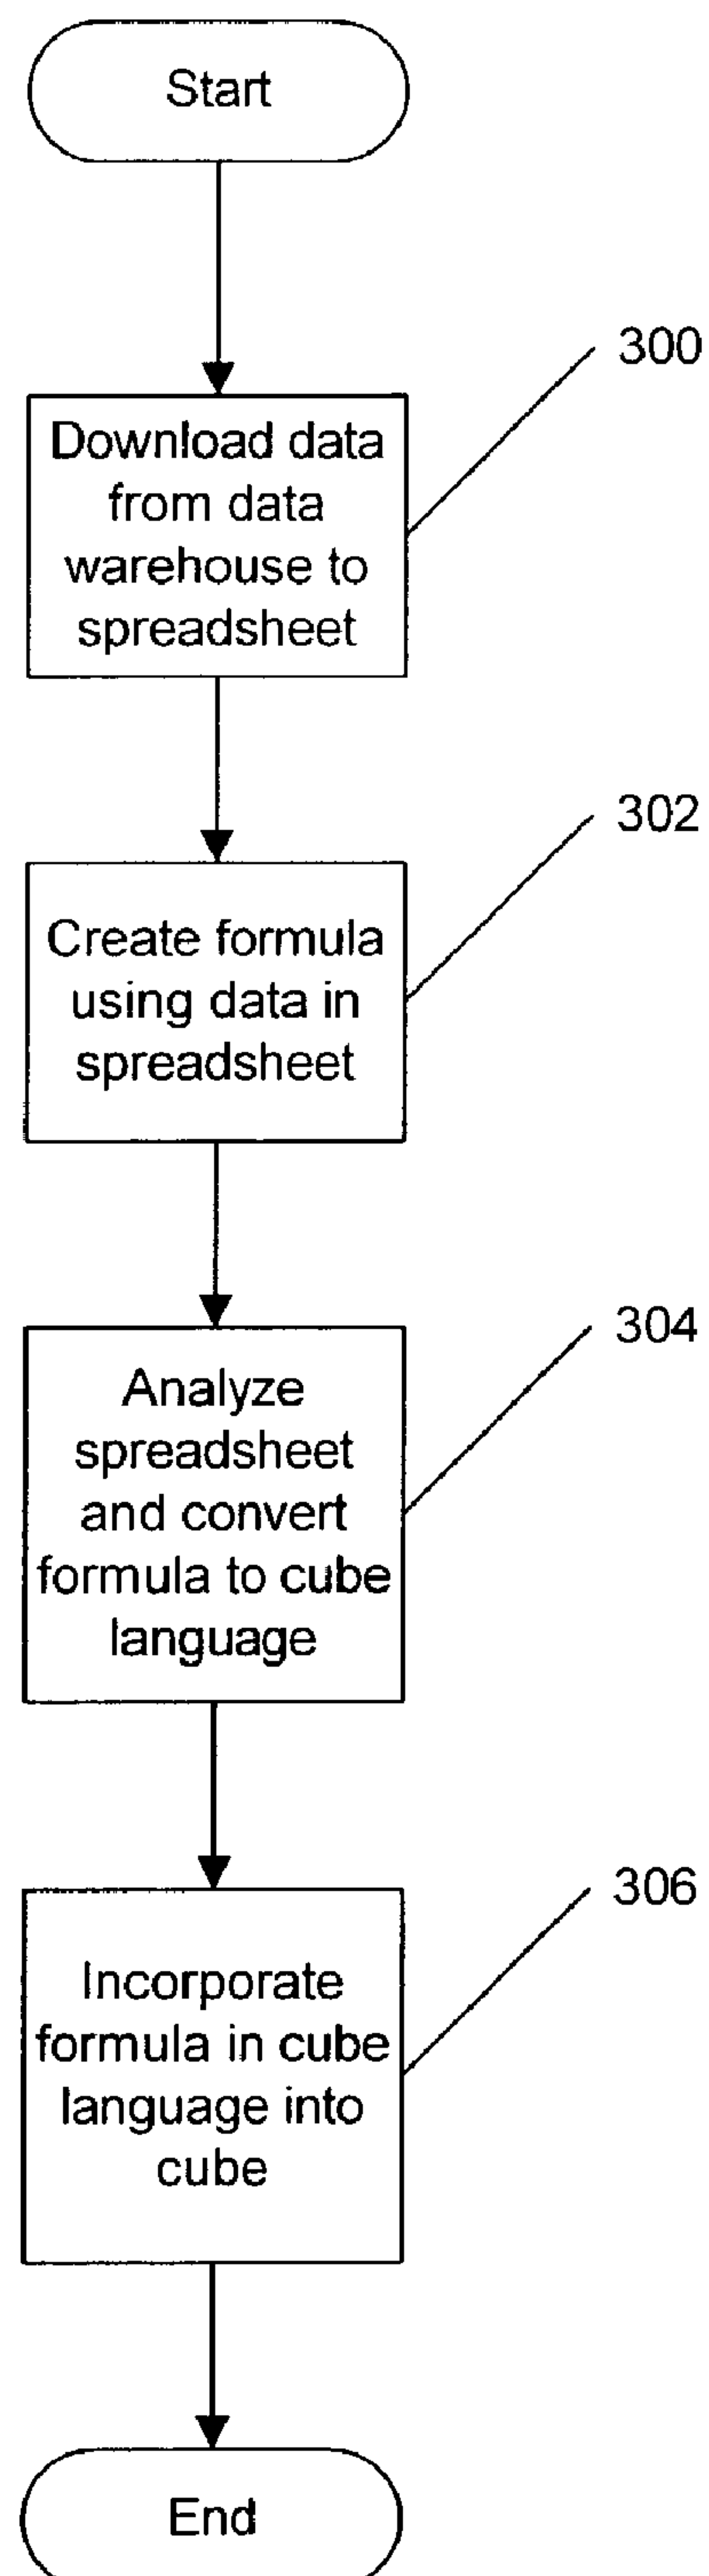 Start
300
Download data
from data
warehouse to
spreadsheet
302
Create formula
using data in
spreadsheet
304
Analyze
spreadsheet
and convert
formula to cube
language
306
Incorporate
formula in cube
language into
cube
End